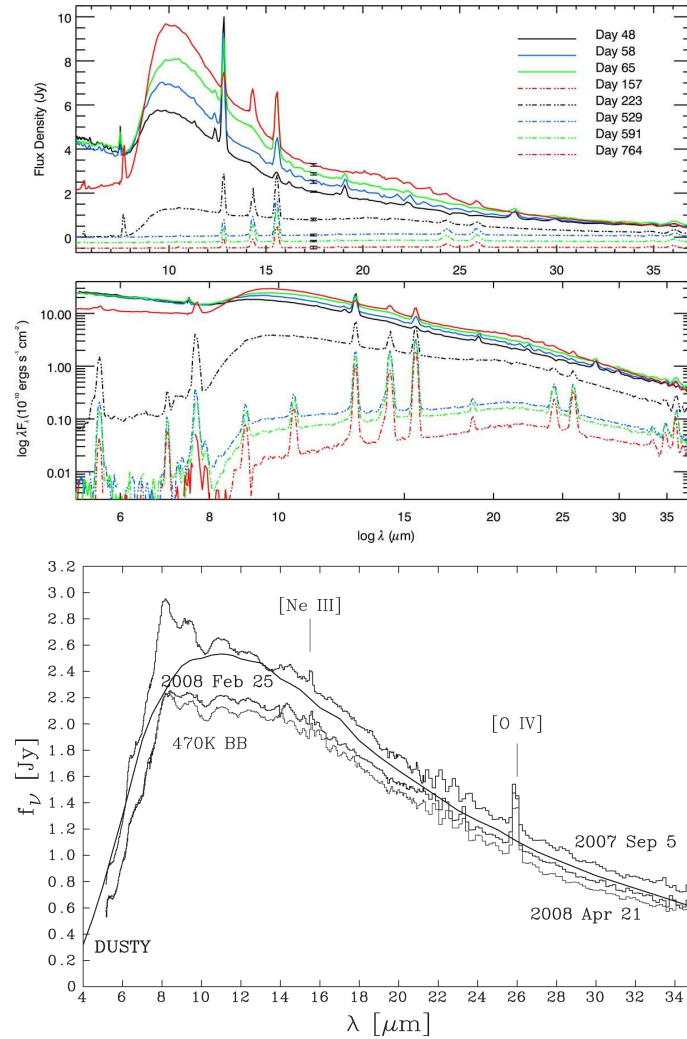 Flux Density (Jy)
10
8
6
4
2
0
Day 48
Day 58
Day 65
Day 157
Day 223
Day 529
Day 591
Day 764
10 15 20 25 30 35
log λFλ (10⁻¹⁰ ergs s⁻¹ cm⁻²)
10.00
1.00
0.10
0.01
6 8 10 15 20 25 30 35
log λ (μm)
fν [Jy]
3.2
3.0
2.8
2.6
2.4
2.2
2.0
1.8
1.6
1.4
1.2
1.0
0.8
0.6
0.4
0.2
0
[Ne III]
2008 Feb 25
470K BB
[O IV]
2007 Sep 5
2008 Apr 21
DUSTY
4 6 8 10 12 14 16 18 20 22 24 26 28 30 32 34
λ [μm]